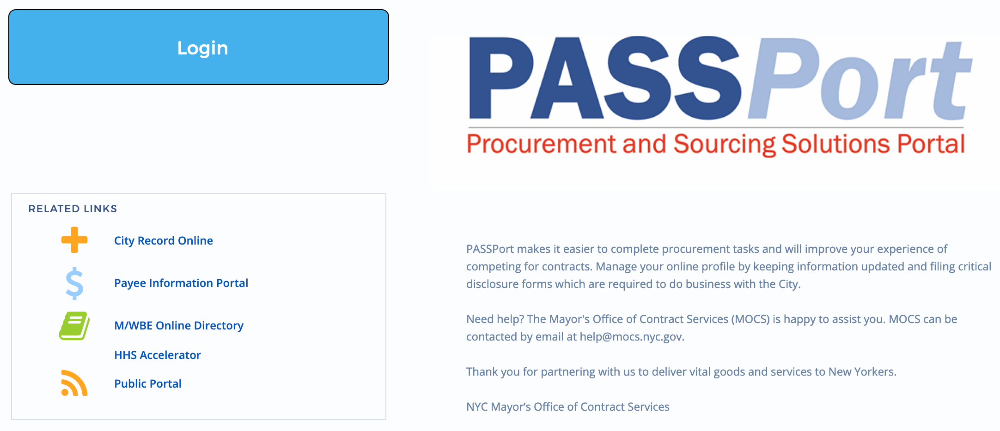 Login
PASSPort
Procurement and Sourcing Solutions Portal
RELATED LINKS
City Record Online
Payee Information Portal
M/WBE Online Directory
HHS Accelerator
Public Portal
PASSPort makes it easier to complete procurement tasks and will improve your experience of
competing for contracts. Manage your online profile by keeping information updated and filing critical
disclosure forms which are required to do business with the City.
Need help? The Mayor's Office of Contract Services (MOCS) is happy to assist you. MOCS can be
contacted by email at help@mocs.nyc.gov.
Thank you for partnering with us to deliver vital goods and services to New Yorkers.
NYC Mayor’s Office of Contract Services